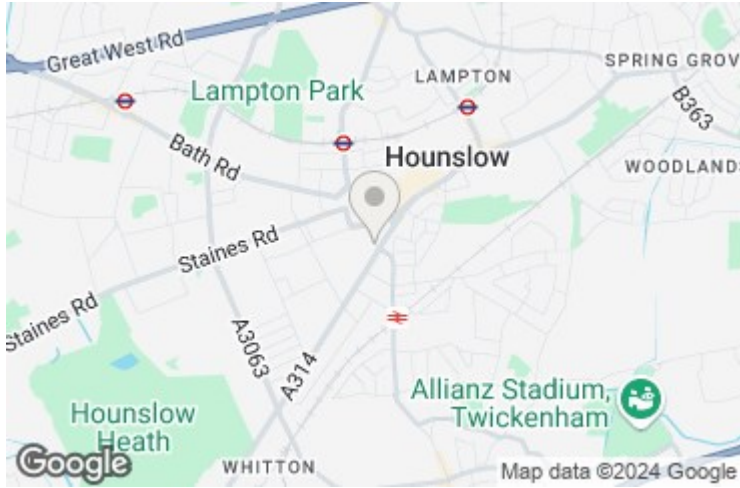 Great West Rd
SPRING GROV
LAMPTON
Lampton Park
B363
Bath Rd
Hounslow
WOODLANDS
Staines Rd
Staines Rd
A3063
A314
Allianz Stadium,
Twickenham
Hounslow
Heath
WHITTON
Google
Map data ©2024 Google